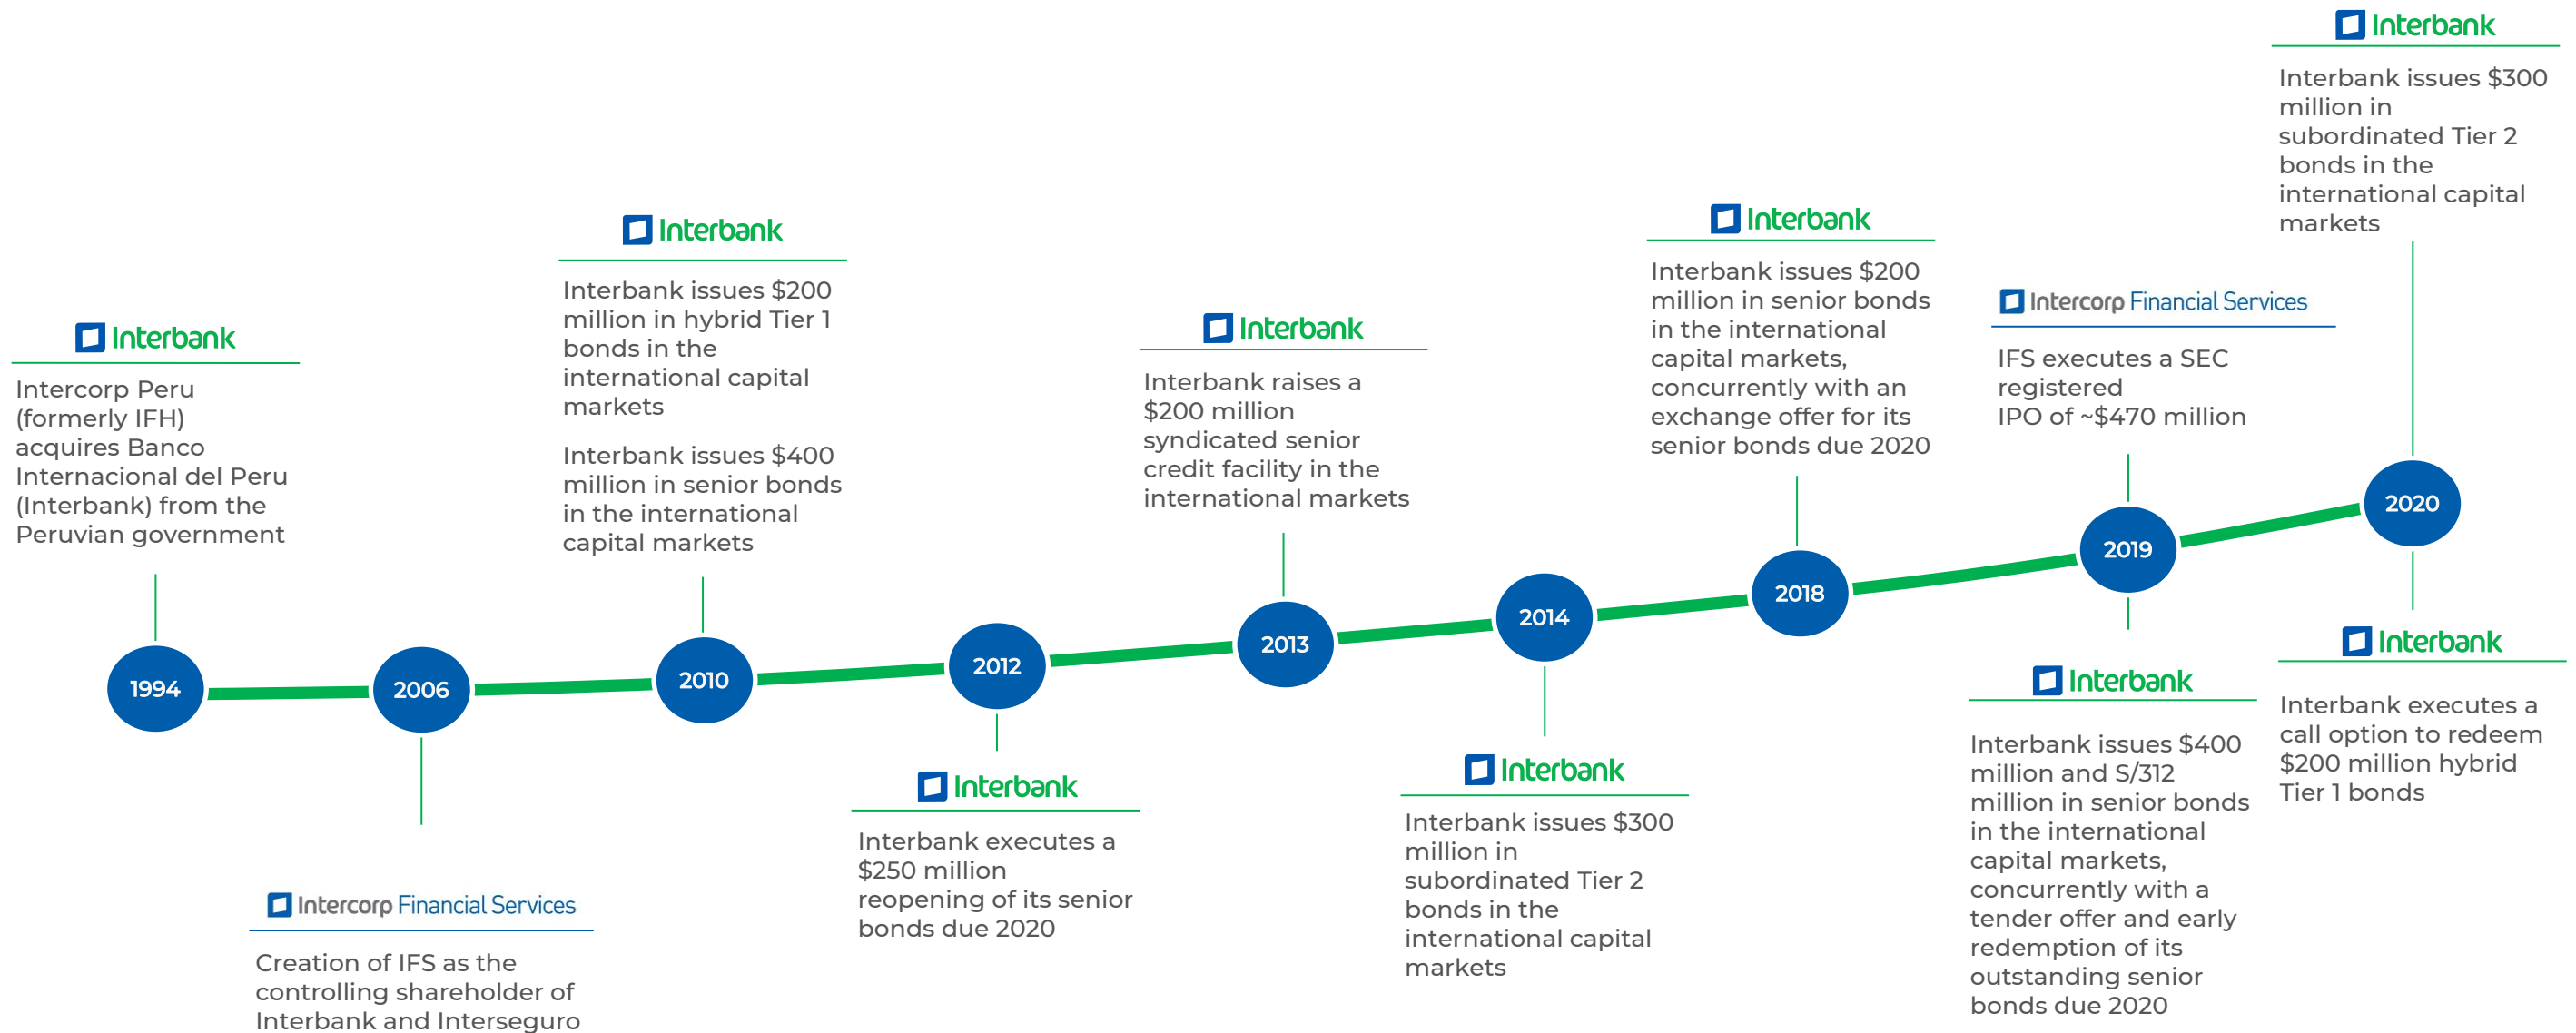 Interbank
Intercorp Peru
(formerly IFH)
acquires Banco
Internacional del Peru
(Interbank) from the
Peruvian government
1994
2006
Intercorp Financial Services
Creation of IFS as the
controlling shareholder of
Interbank and Interseguro
Interbank
Interbank issues $200
million in hybrid Tier 1
bonds in the
international capital
markets
Interbank issues $400
million in senior bonds
in the international
capital markets
2010
2012
Interbank
Interbank executes a
$250 million
reopening of its senior
bonds due 2020
Interbank
Interbank raises a
$200 million
syndicated senior
credit facility in the
international markets
2013
2014
Interbank
Interbank issues $300
million in
subordinated Tier 2
bonds in the
international capital
markets
Interbank
Interbank issues $200
million in senior bonds
in the international
capital markets,
concurrently with an
exchange offer for its
senior bonds due 2020
2018
Intercorp Financial Services
IFS executes a SEC
registered
IPO of ~$470 million
2019
Interbank
Interbank issues $400
million and S/312
million in senior bonds
in the international
capital markets,
concurrently with a
tender offer and early
redemption of its
outstanding senior
bonds due 2020
Interbank
Interbank issues $300
million in
subordinated Tier 2
bonds in the
international capital
markets
2020
Interbank
Interbank executes a
call option to redeem
$200 million hybrid
Tier 1 bonds